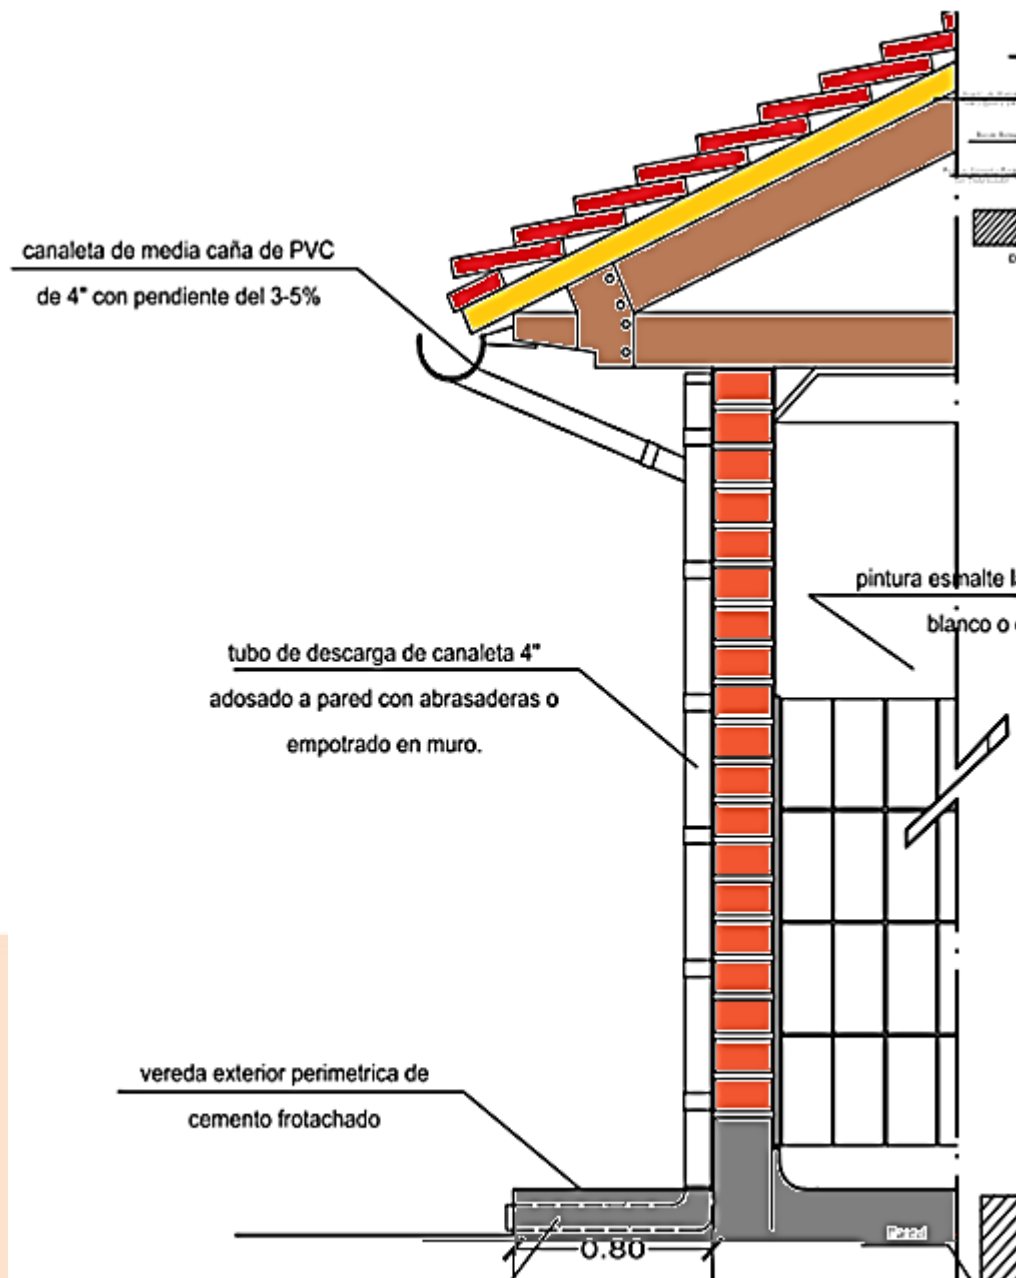 canaleta de media caña de PVC
de 4" con pendiente del 3-5%
pintura esmalte
blanco o
tubo de descarga de canaleta 4"
adosado a pared con abrasaderas o
empotrado en muro.
vereda exterior perimetrica de
cemento frotachado
0.80